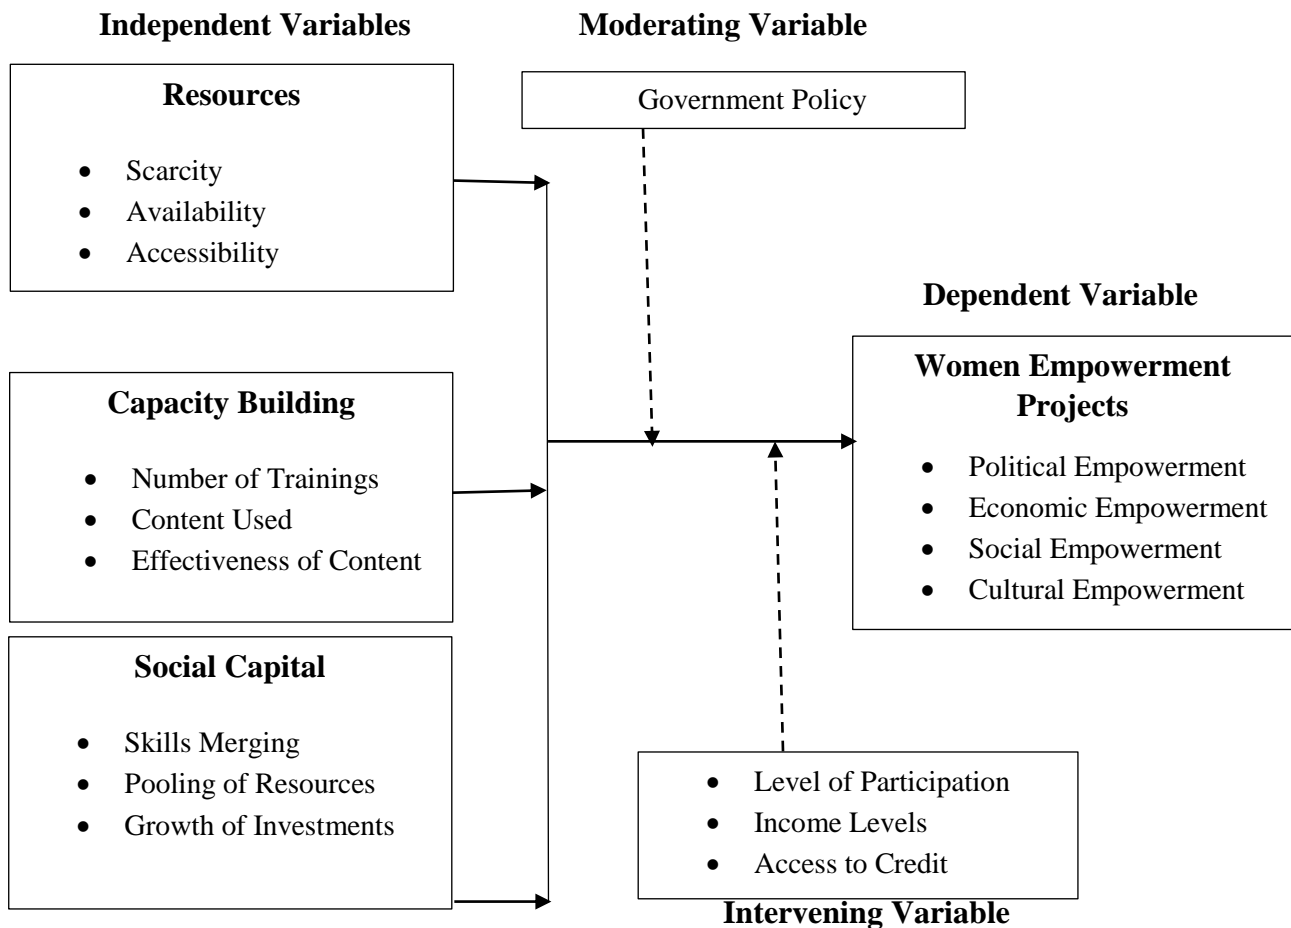 Independent Variables
Moderating Variable
Resources
Scarcity
Availability
Accessibility
Government Policy
Capacity Building
Number of Trainings
Content Used
Effectiveness of Content
Social Capital
Skills Merging
Pooling of Resources
Growth of Investments
Dependent Variable
Women Empowerment
Projects
Political Empowerment
Economic Empowerment
Social Empowerment
Cultural Empowerment
Level of Participation
Income Levels
Access to Credit
Intervening Variable